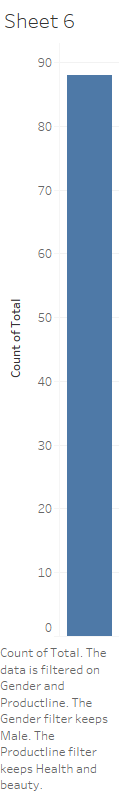 Sheet 6
90
80
70
60
50
40
30
20
10
0
Count of Total
Count of Total. The
data is filtered on
Gender and
Productline. The
Gender filter keeps
Male. The
Productline filter
keeps Health and
beauty.